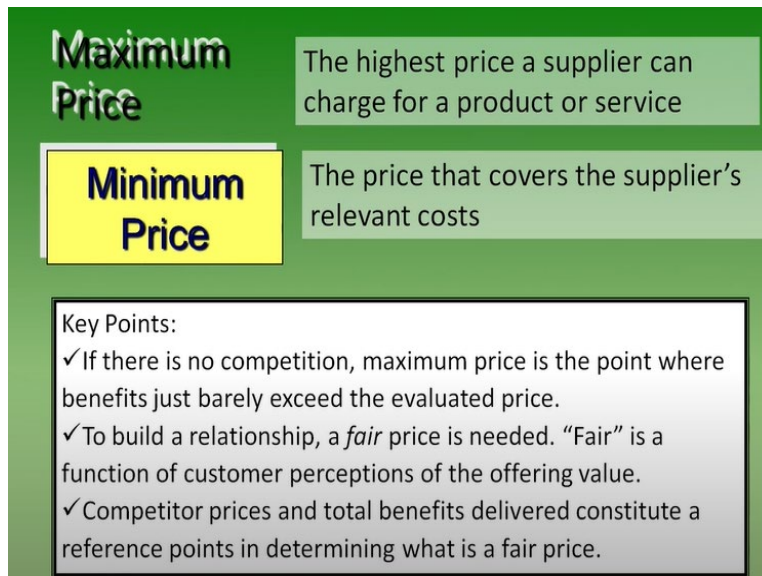 Maximum
Price
The highest price a supplier can
charge for a product or service
Minimum
Price
The price that covers the supplier’s
relevant costs
Key Points:
✓If there is no competition, maximum price is the point where
benefits just barely exceed the evaluated price.
✓To build a relationship, a fair price is needed. “Fair” is a
function of customer perceptions of the offering value.
✓Competitor prices and total benefits delivered constitute a
reference points in determining what is a fair price.